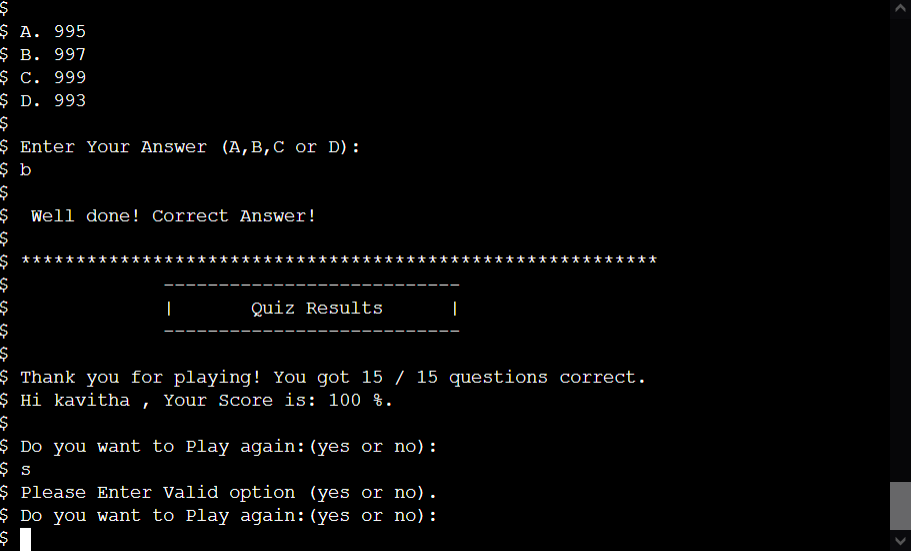 $
$ A. 995
$ B. 997
$ C. 999
$ D. 993
$
$ Enter Your Answer (A,B,C or D):
$ b
$
$  Well done! Correct Answer!
$
$ **********************************************************
$              ---------------------------
$              |       Quiz Results      |
$              ---------------------------
$
$ Thank you for playing! You got 15 / 15 questions correct.
$ Hi kavitha , Your Score is: 100 %.
$
$ Do you want to Play again:(yes or no):
$ s
$ Please Enter Valid option (yes or no).
$ Do you want to Play again:(yes or no):
$